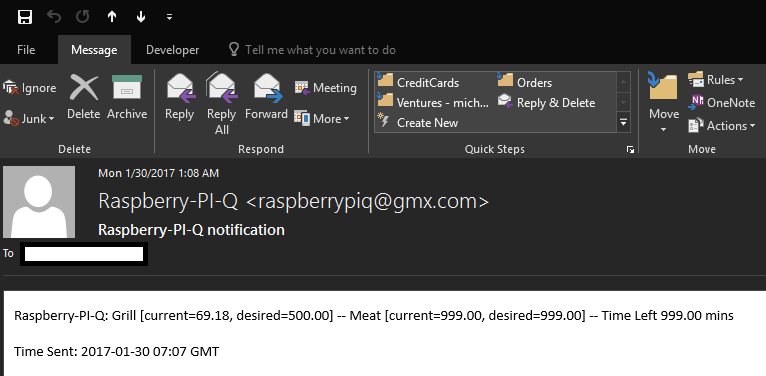 File Message Developer Tell me what you want to do
Ignore
Junk
Delete
Archive
Delete
Reply
Reply All
Forward
Meeting
More
Respond
CreditCards
Orders
Ventures - mich...
Reply & Delete
Create New
Quick Steps
Move
Rules
OneNote
Actions
Move
Mon 1/30/2017 1:08 AM
Raspberry-PI-Q <raspberrypiq@gmx.com>
Raspberry-PI-Q notification
To
Raspberry-PI-Q: Grill [current=69.18, desired=500.00] -- Meat [current=999.00, desired=999.00] -- Time Left 999.00 mins
Time Sent: 2017-01-30 07:07 GMT